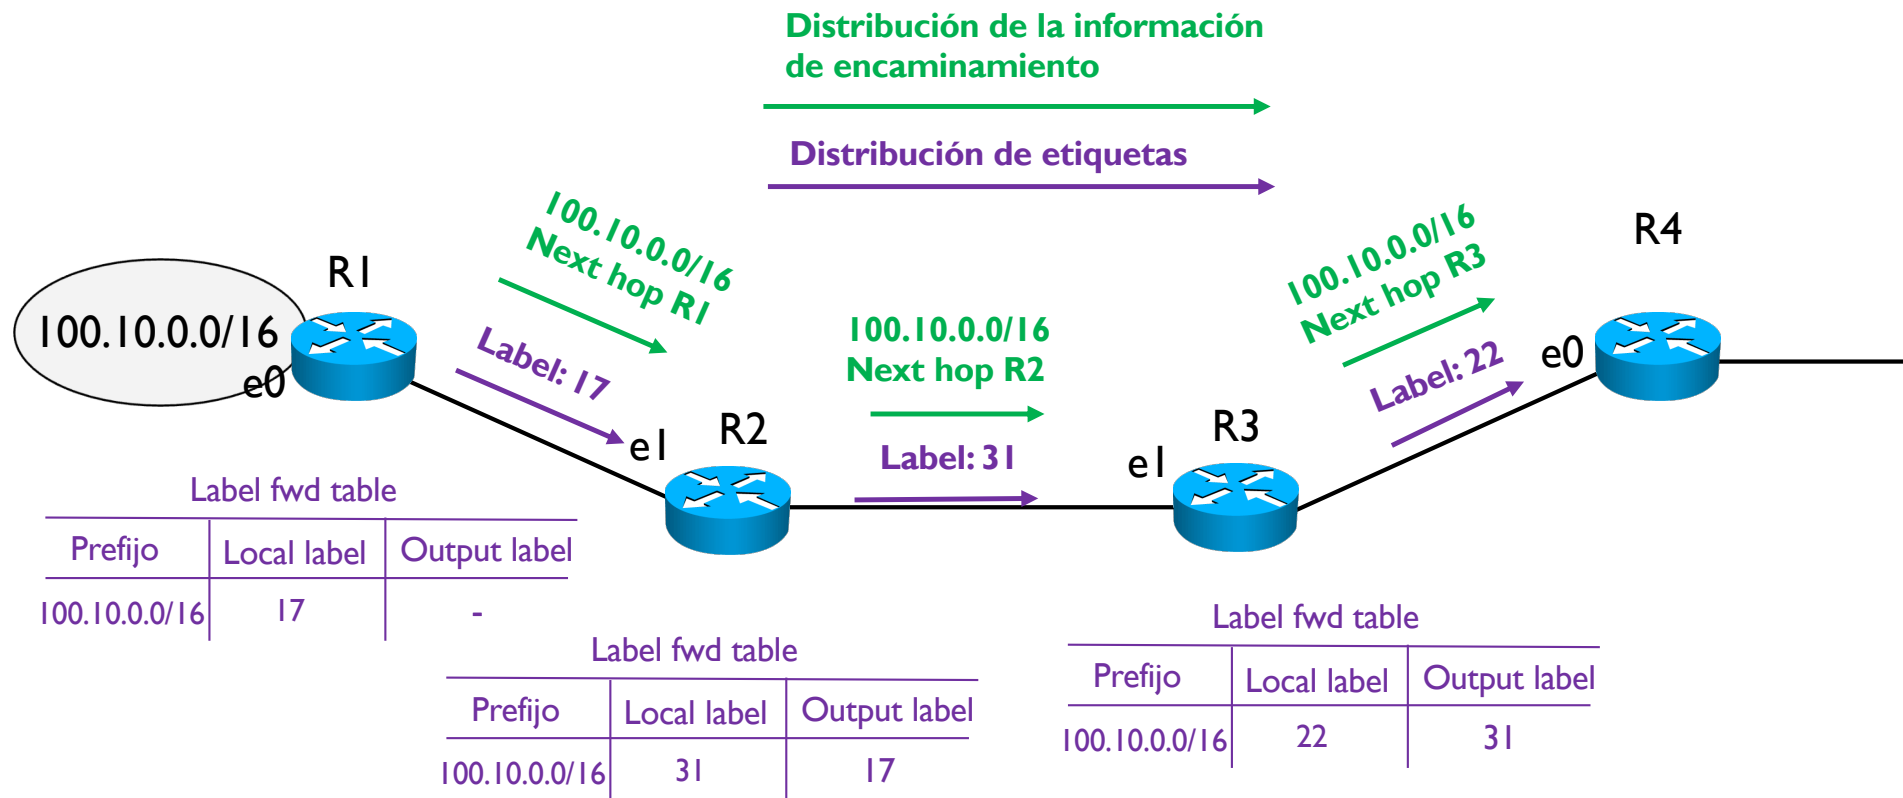 Distribución de la información
de encaminamiento
Distribución de etiquetas
100.10.0.0/16
Next hop R1
Label: 17
100.10.0.0/16
Next hop R2
Label: 31
100.10.0.0/16
Next hop R3
Label: 22
R1
R2
R3
R4
100.10.0.0/16
e0
e1
e1
e0
Label fwd table
Prefijo Local label Output label
100.10.0.0/16 17 -
Label fwd table
Prefijo Local label Output label
100.10.0.0/16 31 17
Label fwd table
Prefijo Local label Output label
100.10.0.0/16 22 31